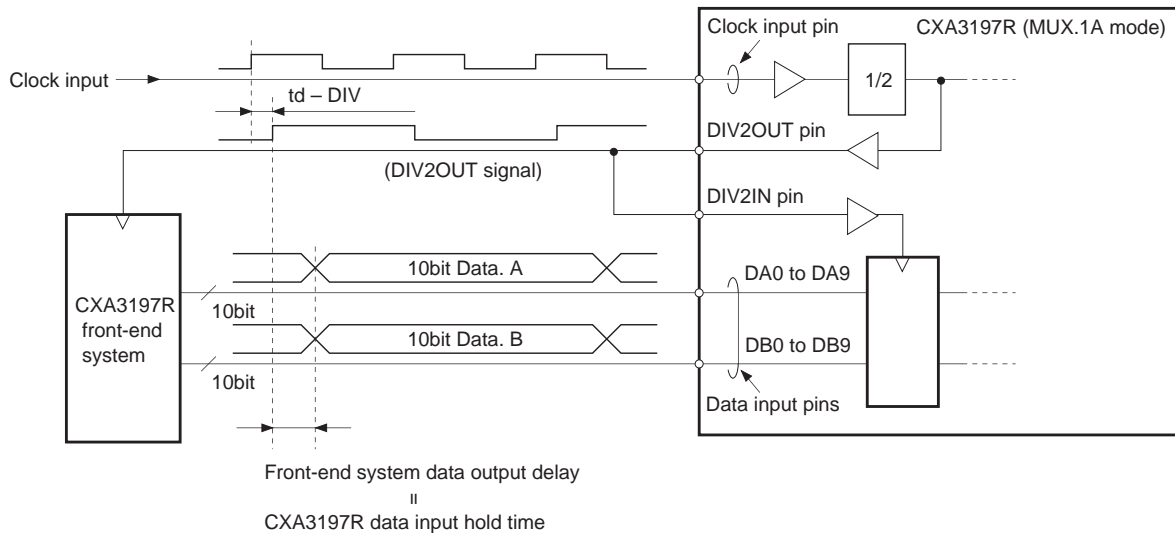 CXA3197R (MUX.1A mode)
Clock input pin
Clock input
1/2
td – DIV
DIV2OUT pin
(DIV2OUT signal)
DIV2IN pin
10bit Data. A
DA0 to DA9
CXA3197R
front-end
system
10bit
10bit Data. B
DB0 to DB9
10bit
Data input pins
Front-end system data output delay
=
CXA3197R data input hold time